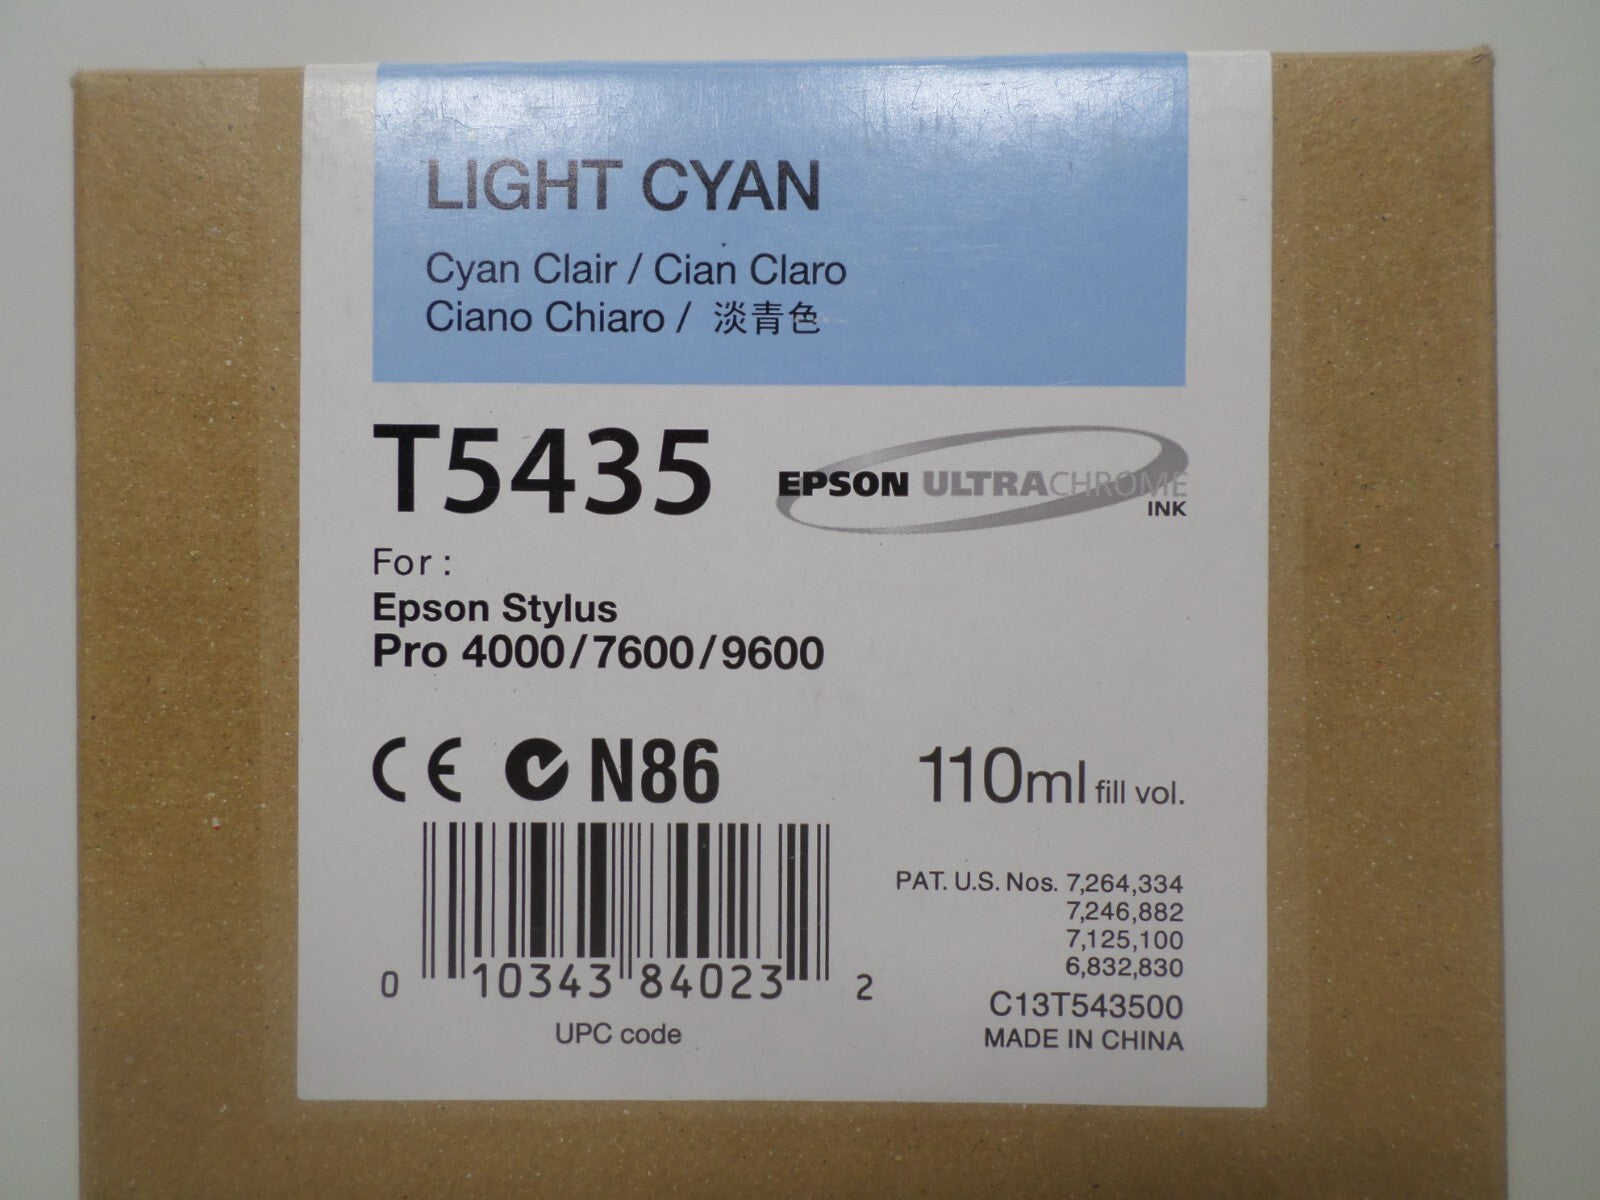 LIGHT CYAN
Cyan Clair / Cian Claro
Ciano Chiaro / 淡青色
T5435
EPSON ULTRACHROME
INK
For :
Epson Stylus
Pro 4000/7600/9600
CE N86
110ml fill vol.
PAT. U.S. Nos. 7,264,334
7,246,882
7,125,100
6,832,830
C13T543500
MADE IN CHINA
0 10343 84023 2
UPC code